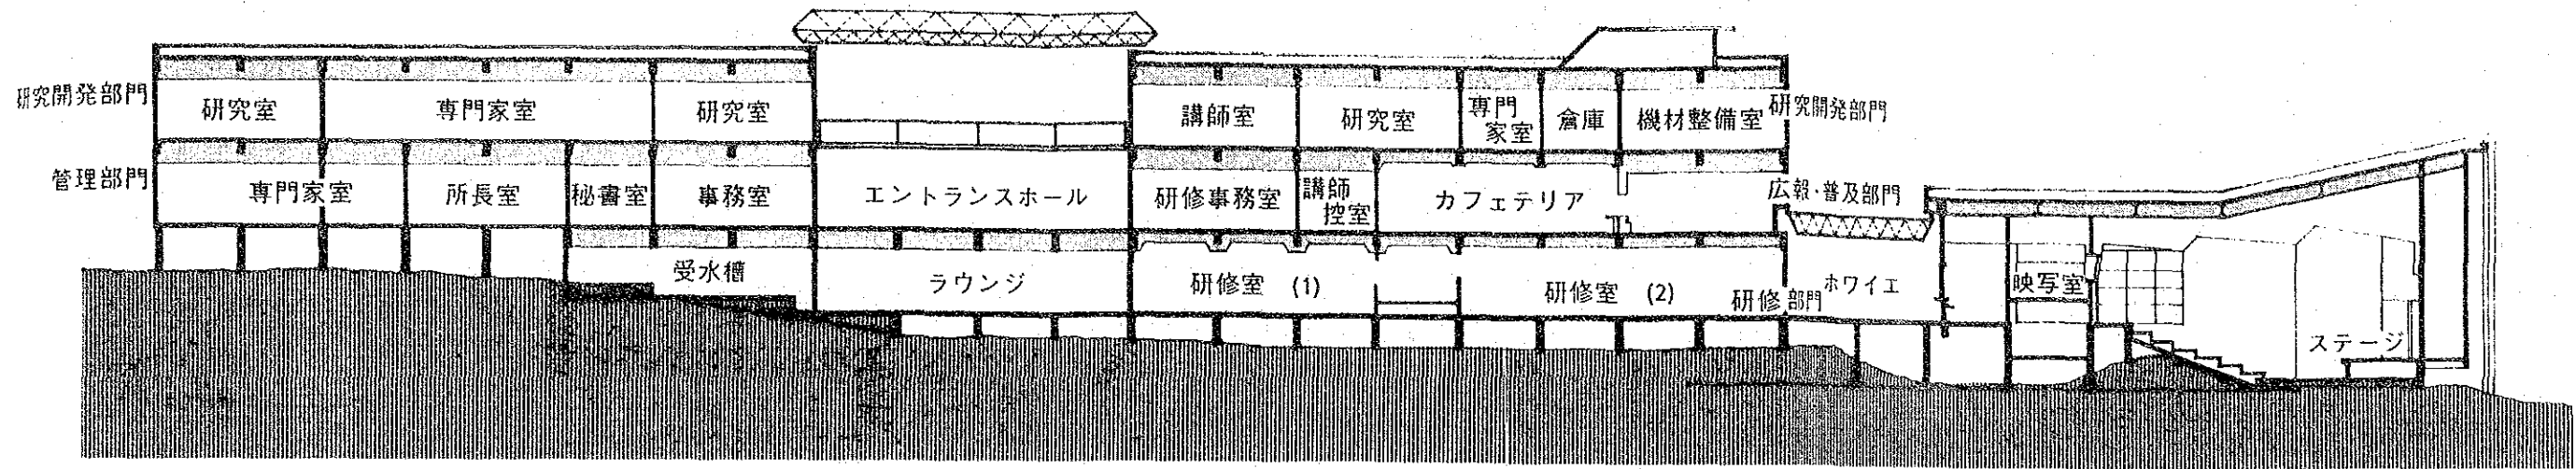 研究開発部門
研究室
専門家室
研究室
講師室
研究室
専門
家室
倉庫
機材整備室
研究開発部門
管理部門
専門家室
所長室
秘書室
事務室
エントランスホール
研修事務室
講師
控室
カフェテリア
広報・普及部門
受水槽
ラウンジ
研修室 (1)
研修室 (2)
研修部門
ホワイエ
映写室
ステージ